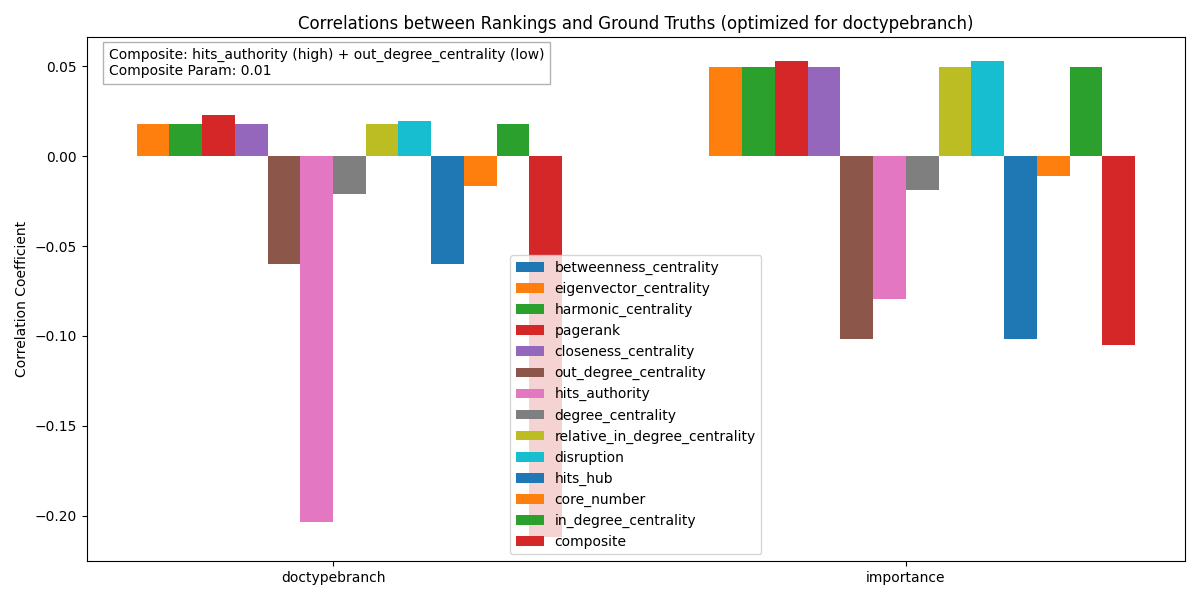 Correlations between Rankings and Ground Truths (optimized for doctypebranch)
Composite: hits_authority (high) + out_degree_centrality (low)
Composite Param: 0.01
Correlation Coefficient
0.05
0.00
−0.05
−0.10
−0.15
−0.20
betweenness_centrality
eigenvector_centrality
harmonic_centrality
pagerank
closeness_centrality
out_degree_centrality
hits_authority
degree_centrality
relative_in_degree_centrality
disruption
hits_hub
core_number
in_degree_centrality
composite
doctypebranch
importance